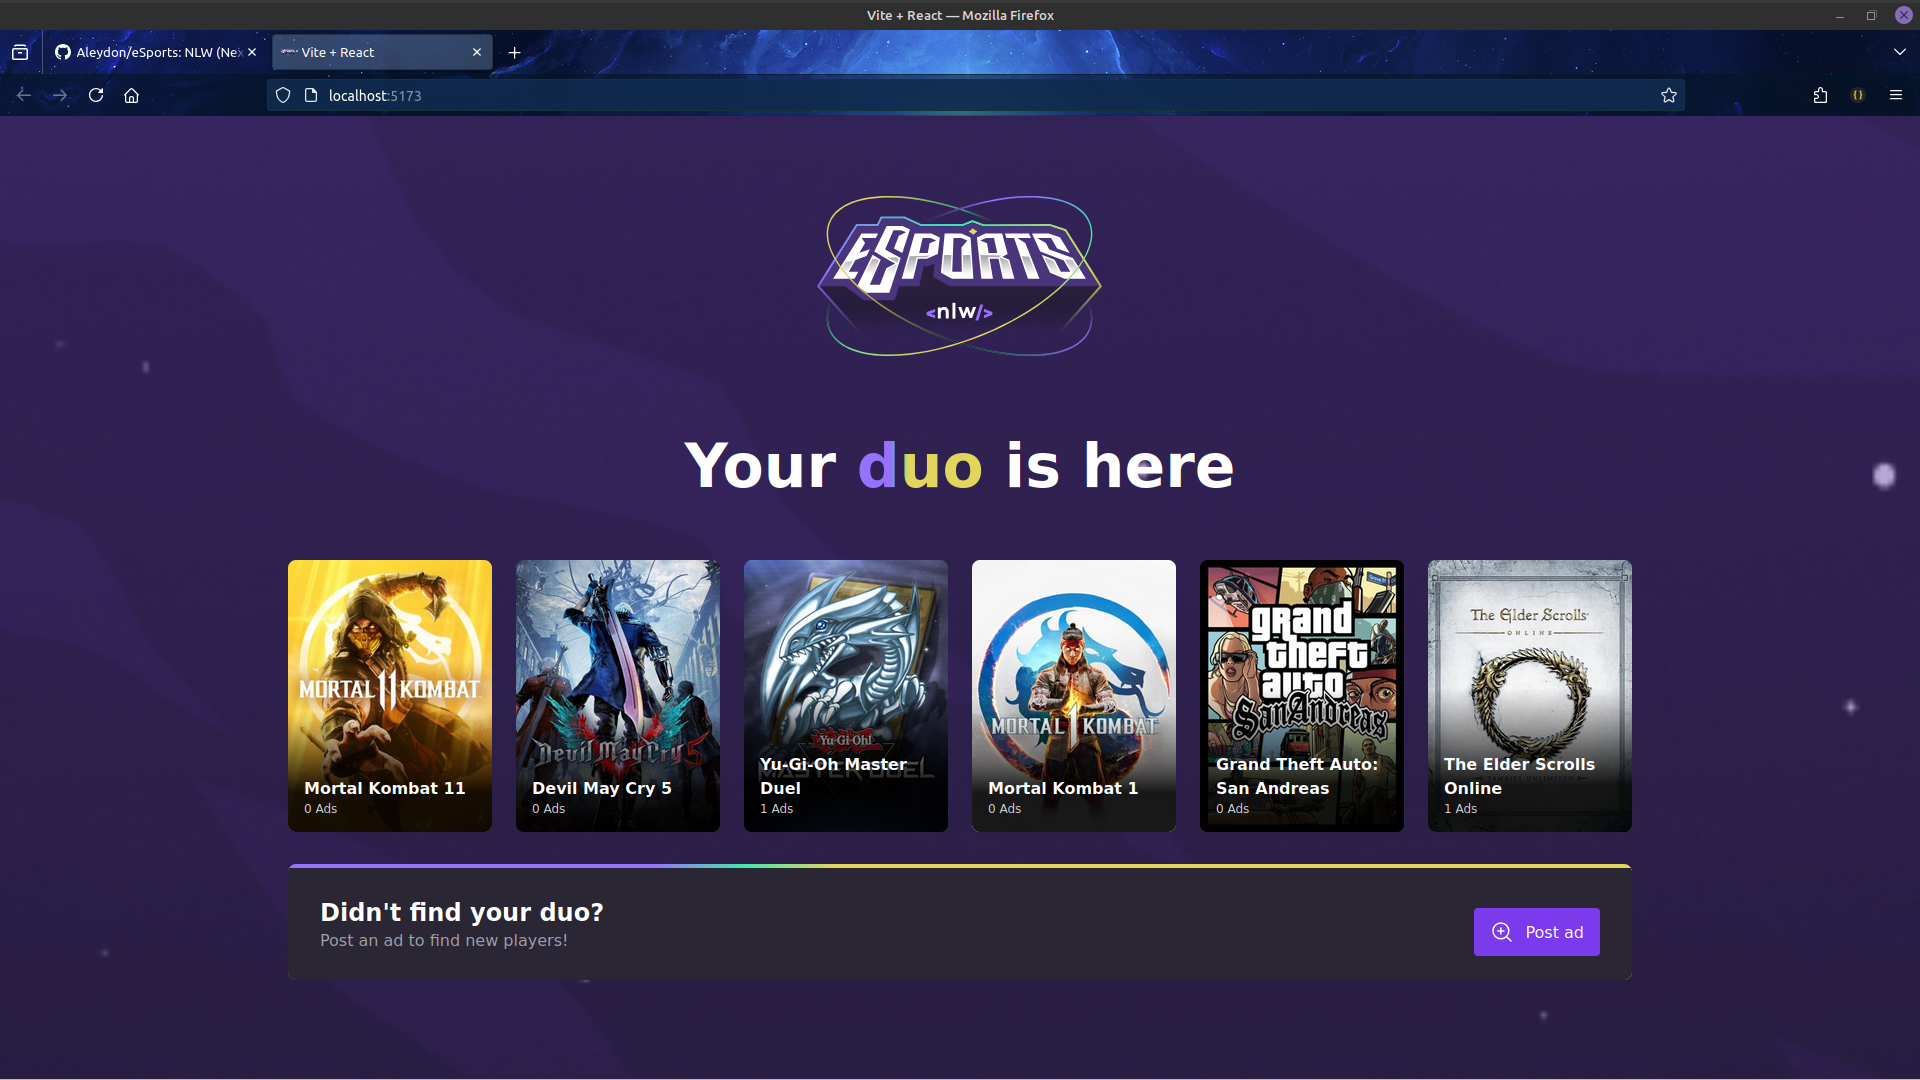 Vite + React — Mozilla Firefox
Aleydon/eSports: NLW (Ne
Vite + React
localhost:5173
eSPORTS
<nlw/>
Your duo is here
MORTAL 11 KOMBAT
Mortal Kombat 11
0 Ads
Devil May Cry 5
Devil May Cry 5
0 Ads
Yu-Gi-Oh!
MASTER DUEL
Yu-Gi-Oh Master
Duel
1 Ads
MORTAL 1 KOMBAT
Mortal Kombat 1
0 Ads
grand
theft
auto
San Andreas
Grand Theft Auto:
San Andreas
0 Ads
The Elder Scrolls
ONLINE
The Elder Scrolls
Online
1 Ads
Didn't find your duo?
Post an ad to find new players!
Post ad